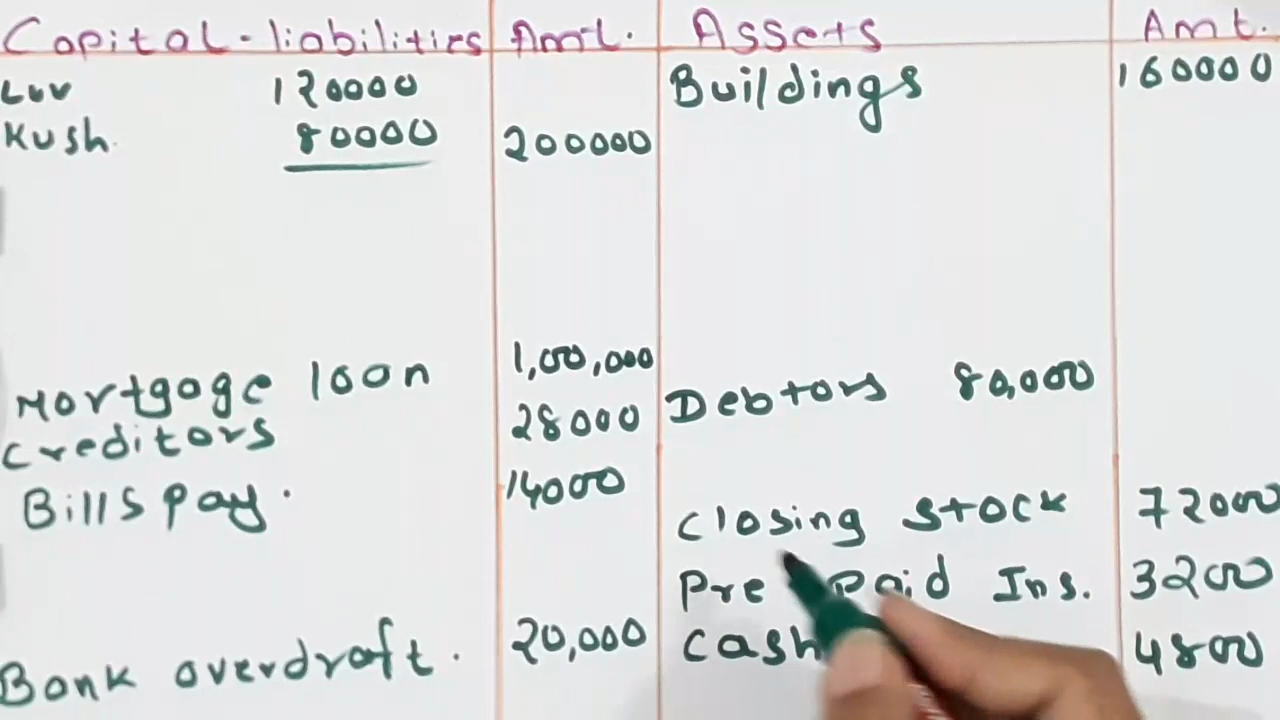 Capital-liabilities Amt. Assets Amt.
Luv 120000 Buildings 160000
Kush. 80000 200000
Mortgage loan 1,00,000 Debtors 80,000
Creditors 28000
Bills pay. 14000 Closing stock 72000
Pre paid Ins. 3200
Bank overdraft. 20,000 Cash 4800